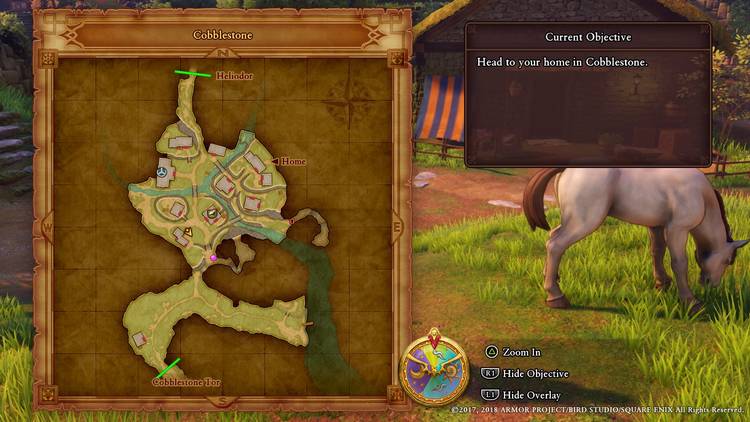 Cobblestone
N
Heliodor
Home
W
E
Cobblestone Tor
S
Current Objective
Head to your home in Cobblestone.
Zoom In
R1 Hide Objective
L1 Hide Overlay
©2017, 2018 ARMOR PROJECT/BIRD STUDIO/SQUARE ENIX All Rights Reserved.